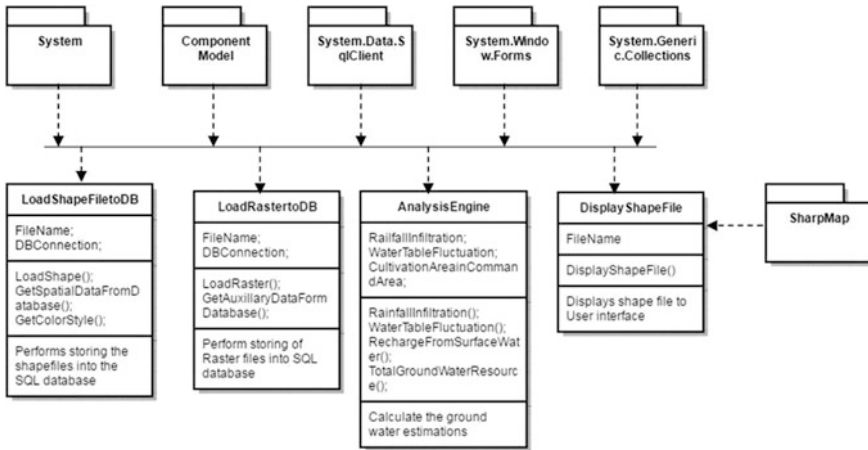 System
Component
Model
System.Data.S
qlClient
System.Windo
w.Forms
System.Generi
c.Collections
LoadShapeFiletoDB
FileName;
DBConnection;
LoadShape();
GetSpatialDataFromD
atabase();
GetColorStyle();
Performs storing the
shapefiles into the
SQL database
LoadRastertoDB
FileName;
DBConnection;
LoadRaster();
GetAuxillaryDataForm
Database();
Perform storing of
Raster files into SQL
database
AnalysisEngine
RailfallInfiltration;
WaterTableFluctuation;
CultivationAreainComman
dArea;
RainfallInfiltration();
WaterTableFluctuation();
RechargeFromSurfaceWat
er();
TotalGroundWaterResourc
e();
Calculate the ground
water estimations
DisplayShapeFile
FileName
DisplayShapeFile()
Displays shape file to
User interface
SharpMap